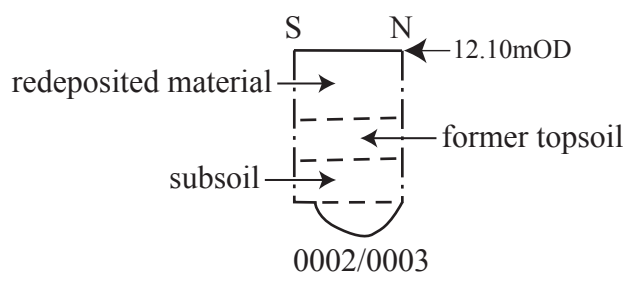 S N
12.10mOD
redeposited material
former topsoil
subsoil
0002/0003